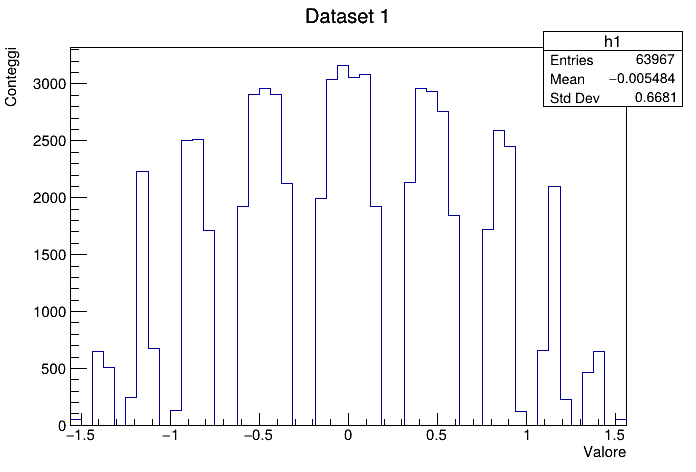 Dataset 1
h1
Entries 63967
Mean −0.005484
Std Dev 0.6681
Conteggi
3000
2500
2000
1500
1000
500
0
−1.5 −1 −0.5 0 0.5 1 1.5
Valore